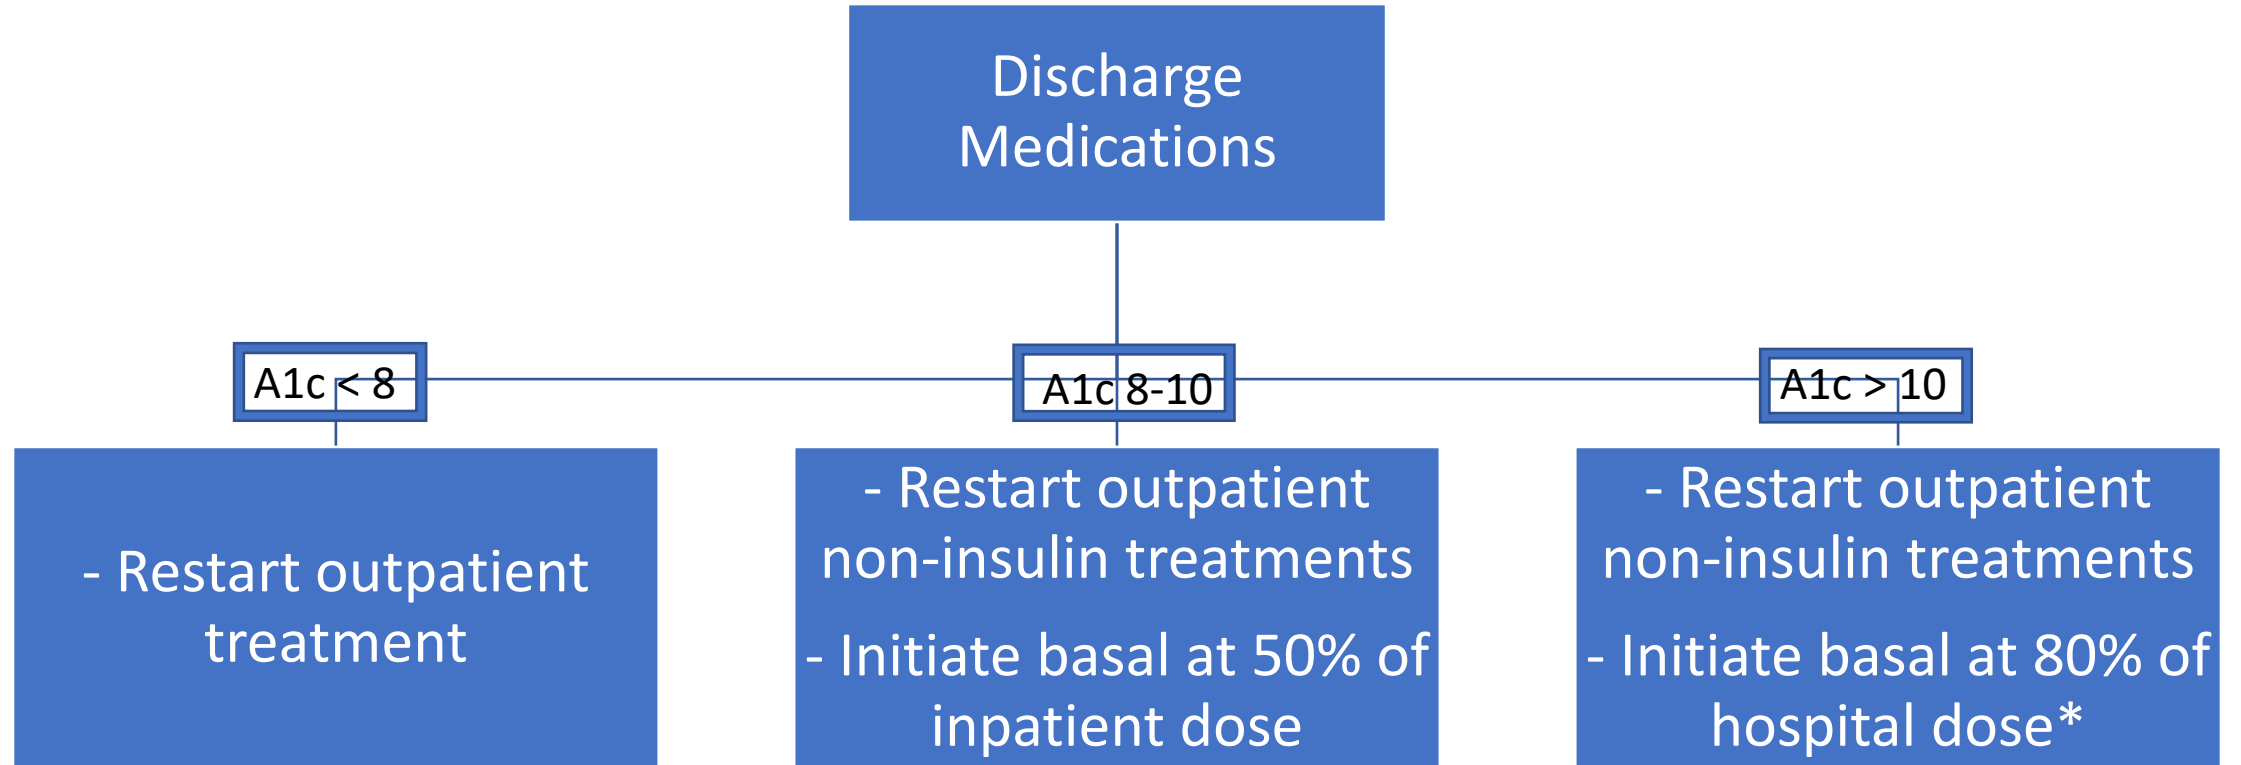 Discharge
Medications
A1c < 8
A1c 8-10
A1c > 10
- Restart outpatient
treatment
- Restart outpatient
non-insulin treatments
- Initiate basal at 50% of
inpatient dose
- Restart outpatient
non-insulin treatments
- Initiate basal at 80% of
hospital dose*